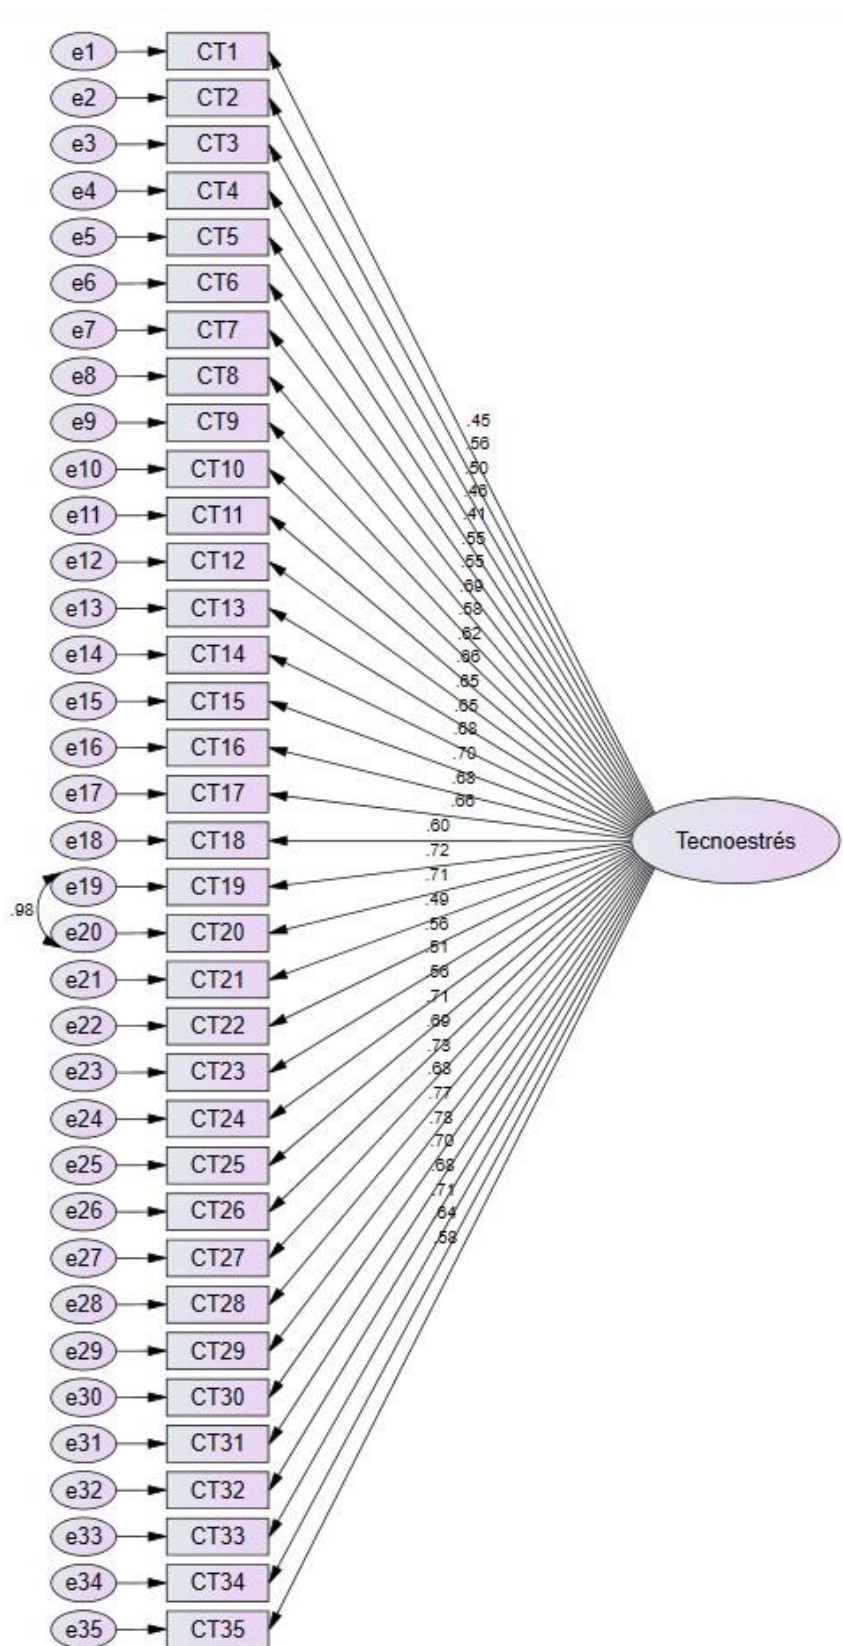 e1 CT1
e2 CT2
e3 CT3
e4 CT4
e5 CT5
e6 CT6
e7 CT7
e8 CT8
e9 CT9
e10 CT10
e11 CT11
e12 CT12
e13 CT13
e14 CT14
e15 CT15
e16 CT16
e17 CT17
e18 CT18
e19 CT19
e20 CT20
e21 CT21
e22 CT22
e23 CT23
e24 CT24
e25 CT25
e26 CT26
e27 CT27
e28 CT28
e29 CT29
e30 CT30
e31 CT31
e32 CT32
e33 CT33
e34 CT34
e35 CT35
.98
.45
.56
.50
.46
.41
.55
.55
.69
.58
.62
.66
.65
.65
.68
.70
.68
.66
.60
.72
.71
.49
.56
.51
.56
.71
.69
.73
.68
.77
.78
.70
.68
.71
.64
.58
Tecnoestrés